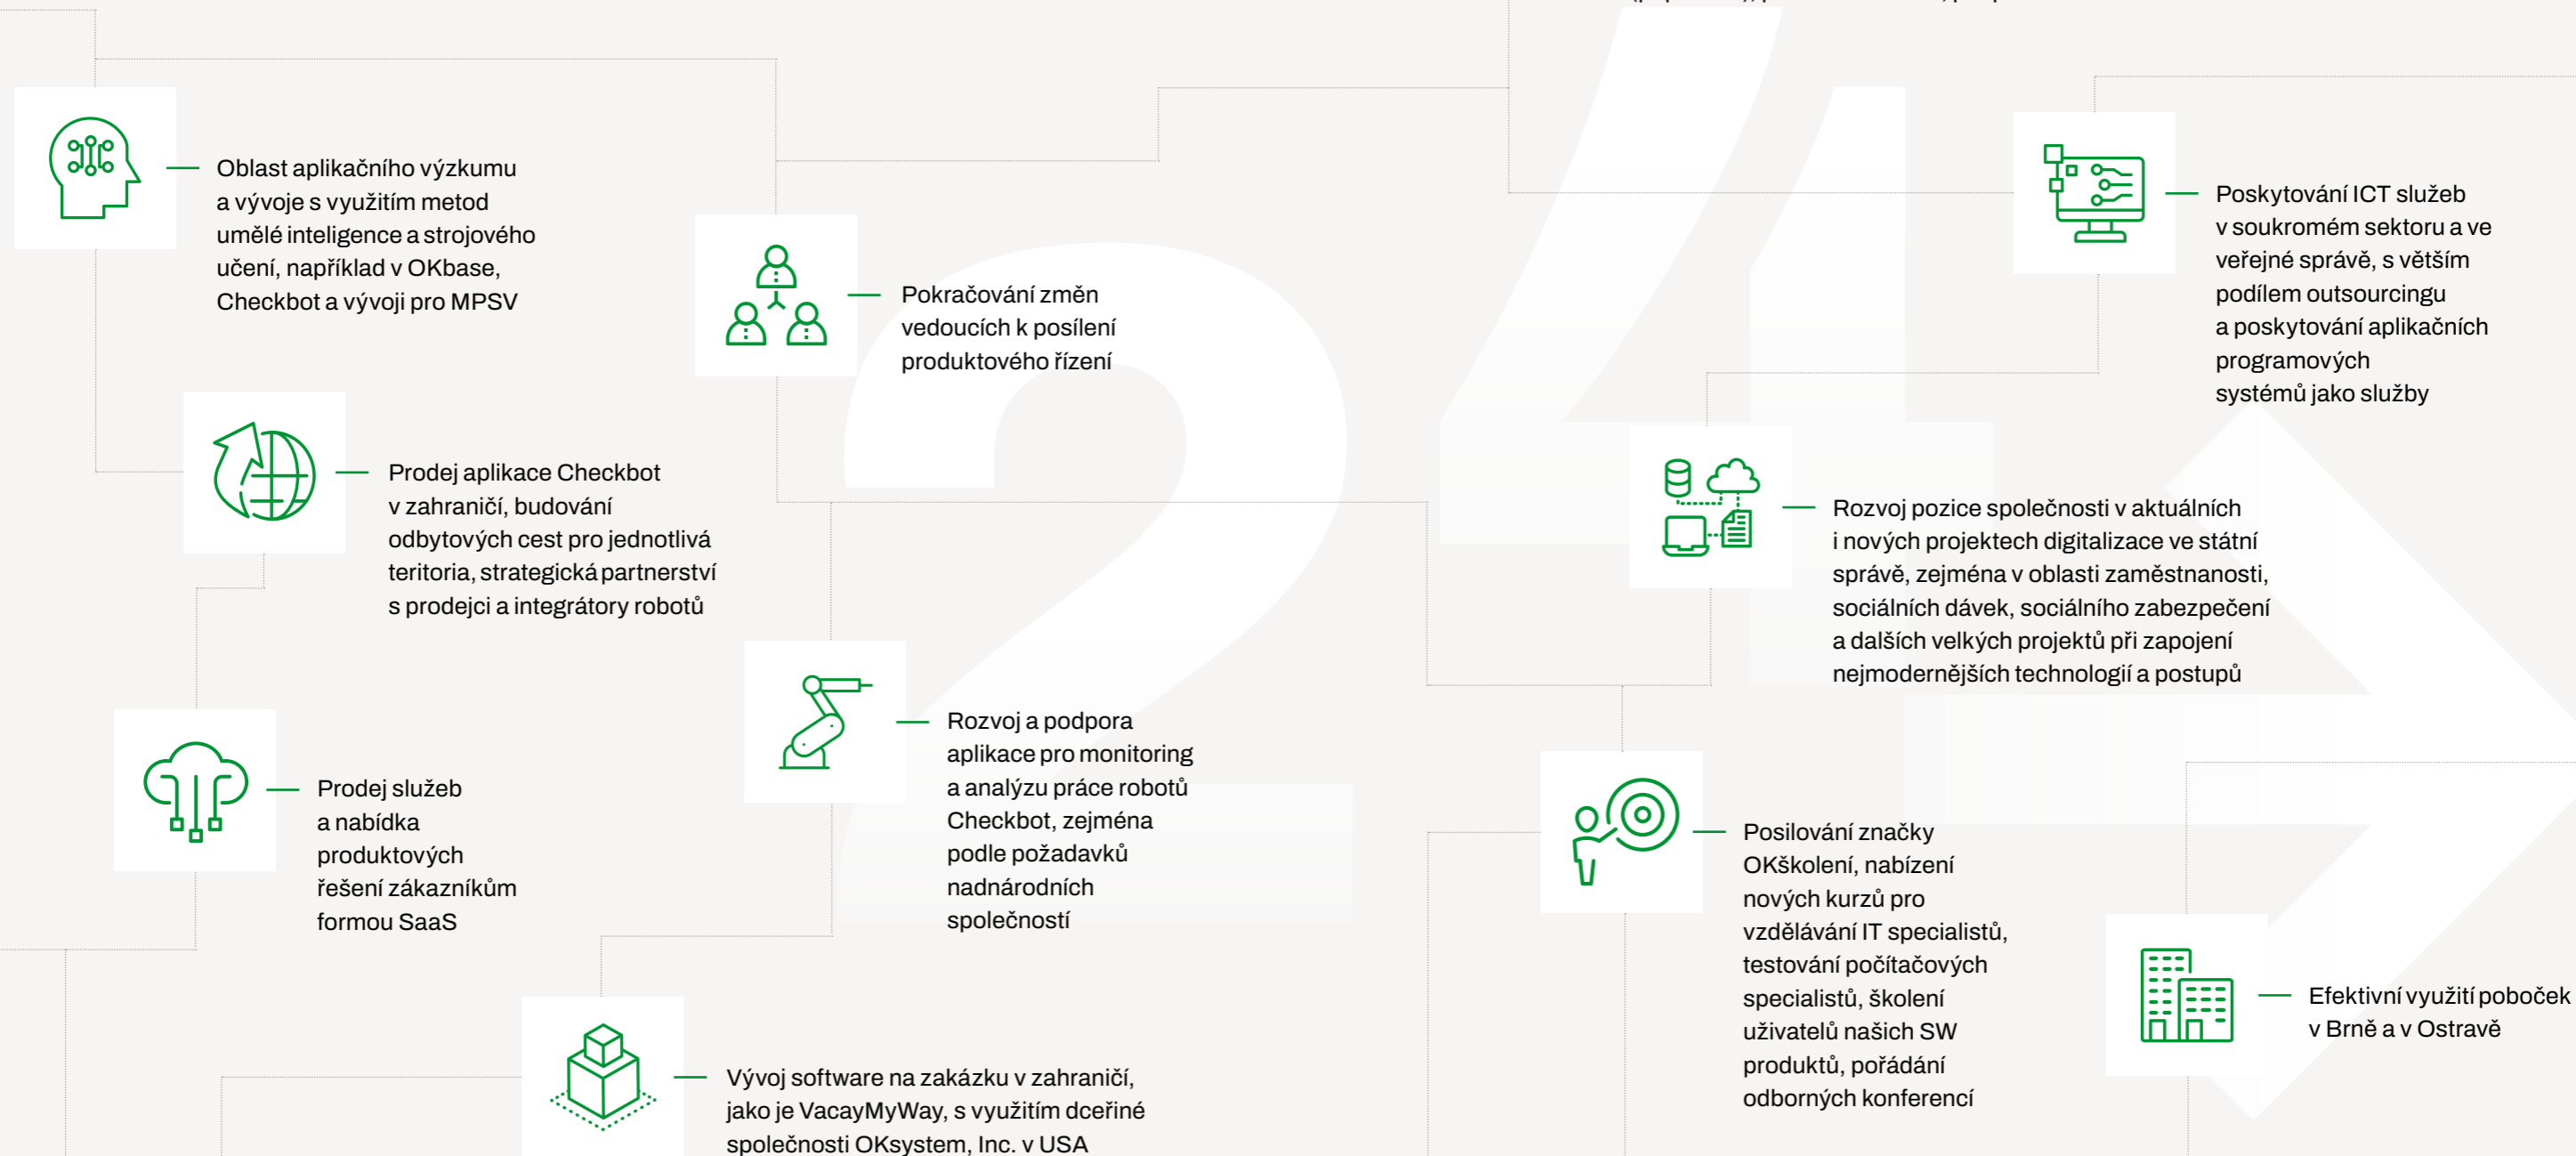 Oblast aplikačního výzkumu
a vývoje s využitím metod
umělé inteligence a strojového
učení, například v OKbase,
Checkbot a vývoji pro MPSV
Pokračování změn
vedoucích k posílení
produktového řízení
Poskytování ICT služeb
v soukromém sektoru a ve
veřejné správě, s větším
podílem outsourcingu
a poskytování aplikačních
programových
systémů jako služby
Prodej aplikace Checkbot
v zahraničí, budování
odbytových cest pro jednotlivá
teritoria, strategická partnerství
s prodejci a integrátory robotů
Rozvoj pozice společnosti v aktuálních
i nových projektech digitalizace ve státní
správě, zejména v oblasti zaměstnanosti,
sociálních dávek, sociálního zabezpečení
a dalších velkých projektů při zapojení
nejmodernějších technologií a postupů
Prodej služeb
a nabídka
produktových
řešení zákazníkům
formou SaaS
Rozvoj a podpora
aplikace pro monitoring
a analýzu práce robotů
Checkbot, zejména
podle požadavků
nadnárodních
společností
Posilování značky
OKškolení, nabízení
nových kurzů pro
vzdělávání IT specialistů,
testování počítačových
specialistů, školení
uživatelů našich SW
produktů, pořádání
odborných konferencí
Efektivní využití poboček
v Brně a v Ostravě
Vývoj software na zakázku v zahraničí,
jako je VacayMyWay, s využitím dceřiné
společnosti OKsystem, Inc. v USA
24